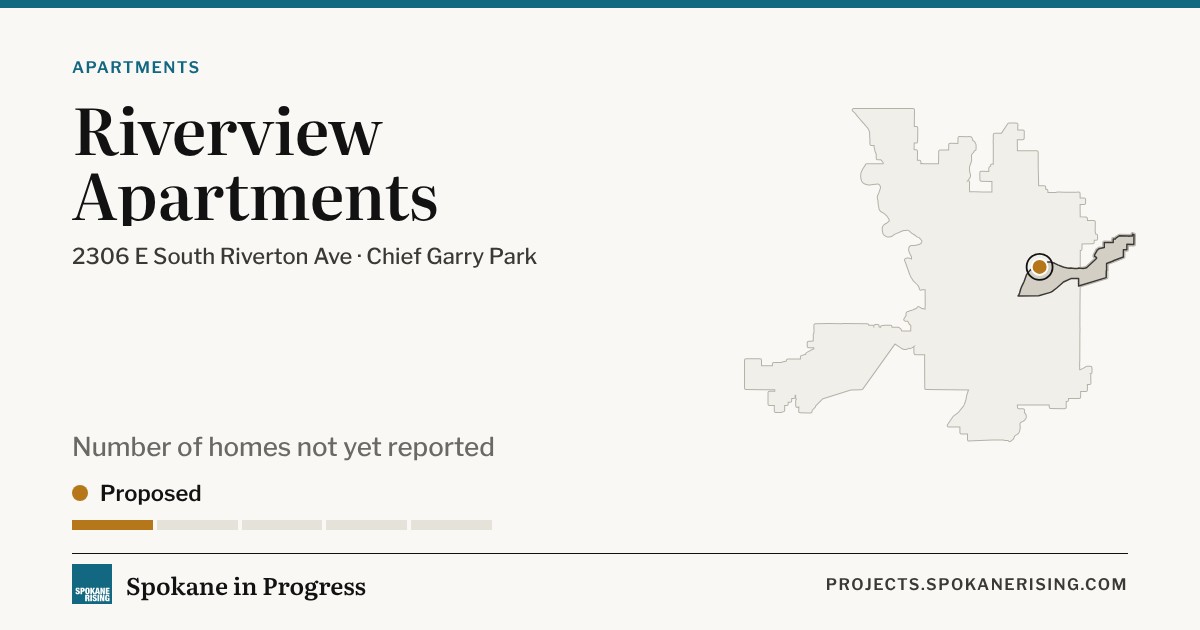 APARTMENTS
Riverview
Apartments
2306 E South Riverton Ave · Chief Garry Park
Number of homes not yet reported
Proposed
SPOKANE
RISING
Spokane in Progress
PROJECTS.SPOKANERISING.COM